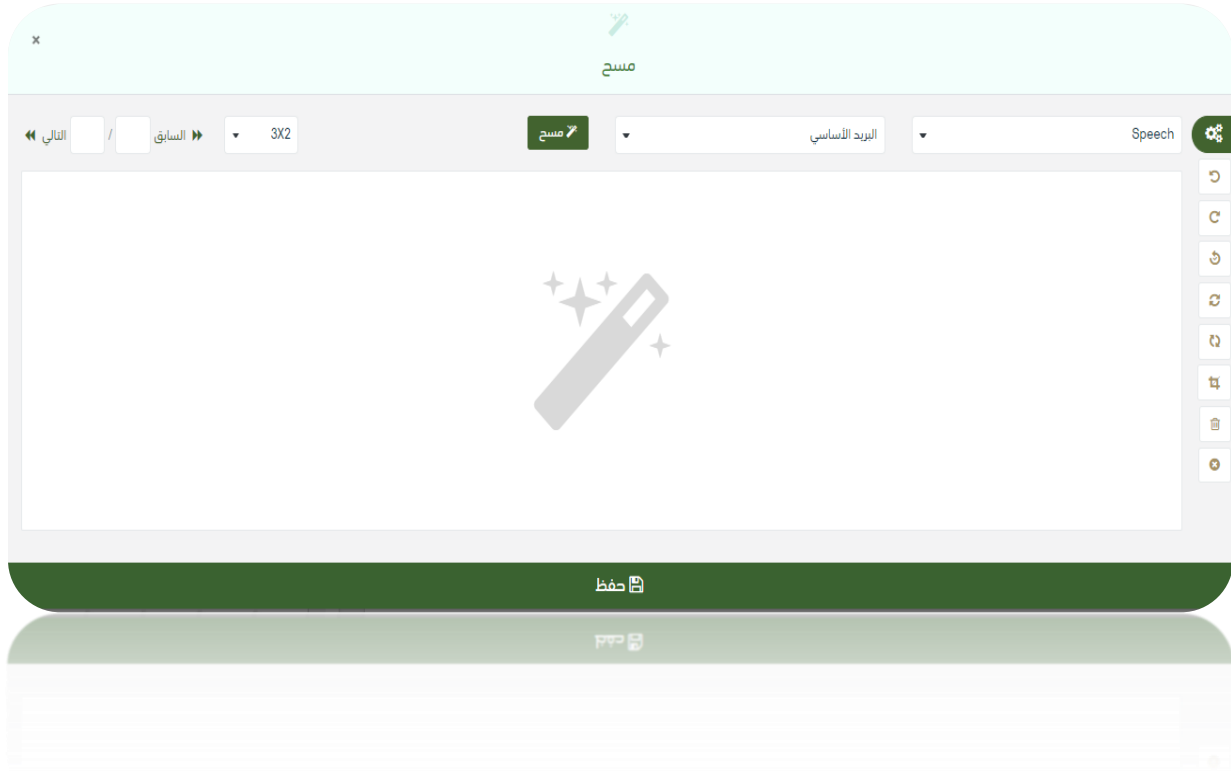 ×
مسح
Speech
البريد الأساسي
مسح
3X2
السابق / التالي
حفظ